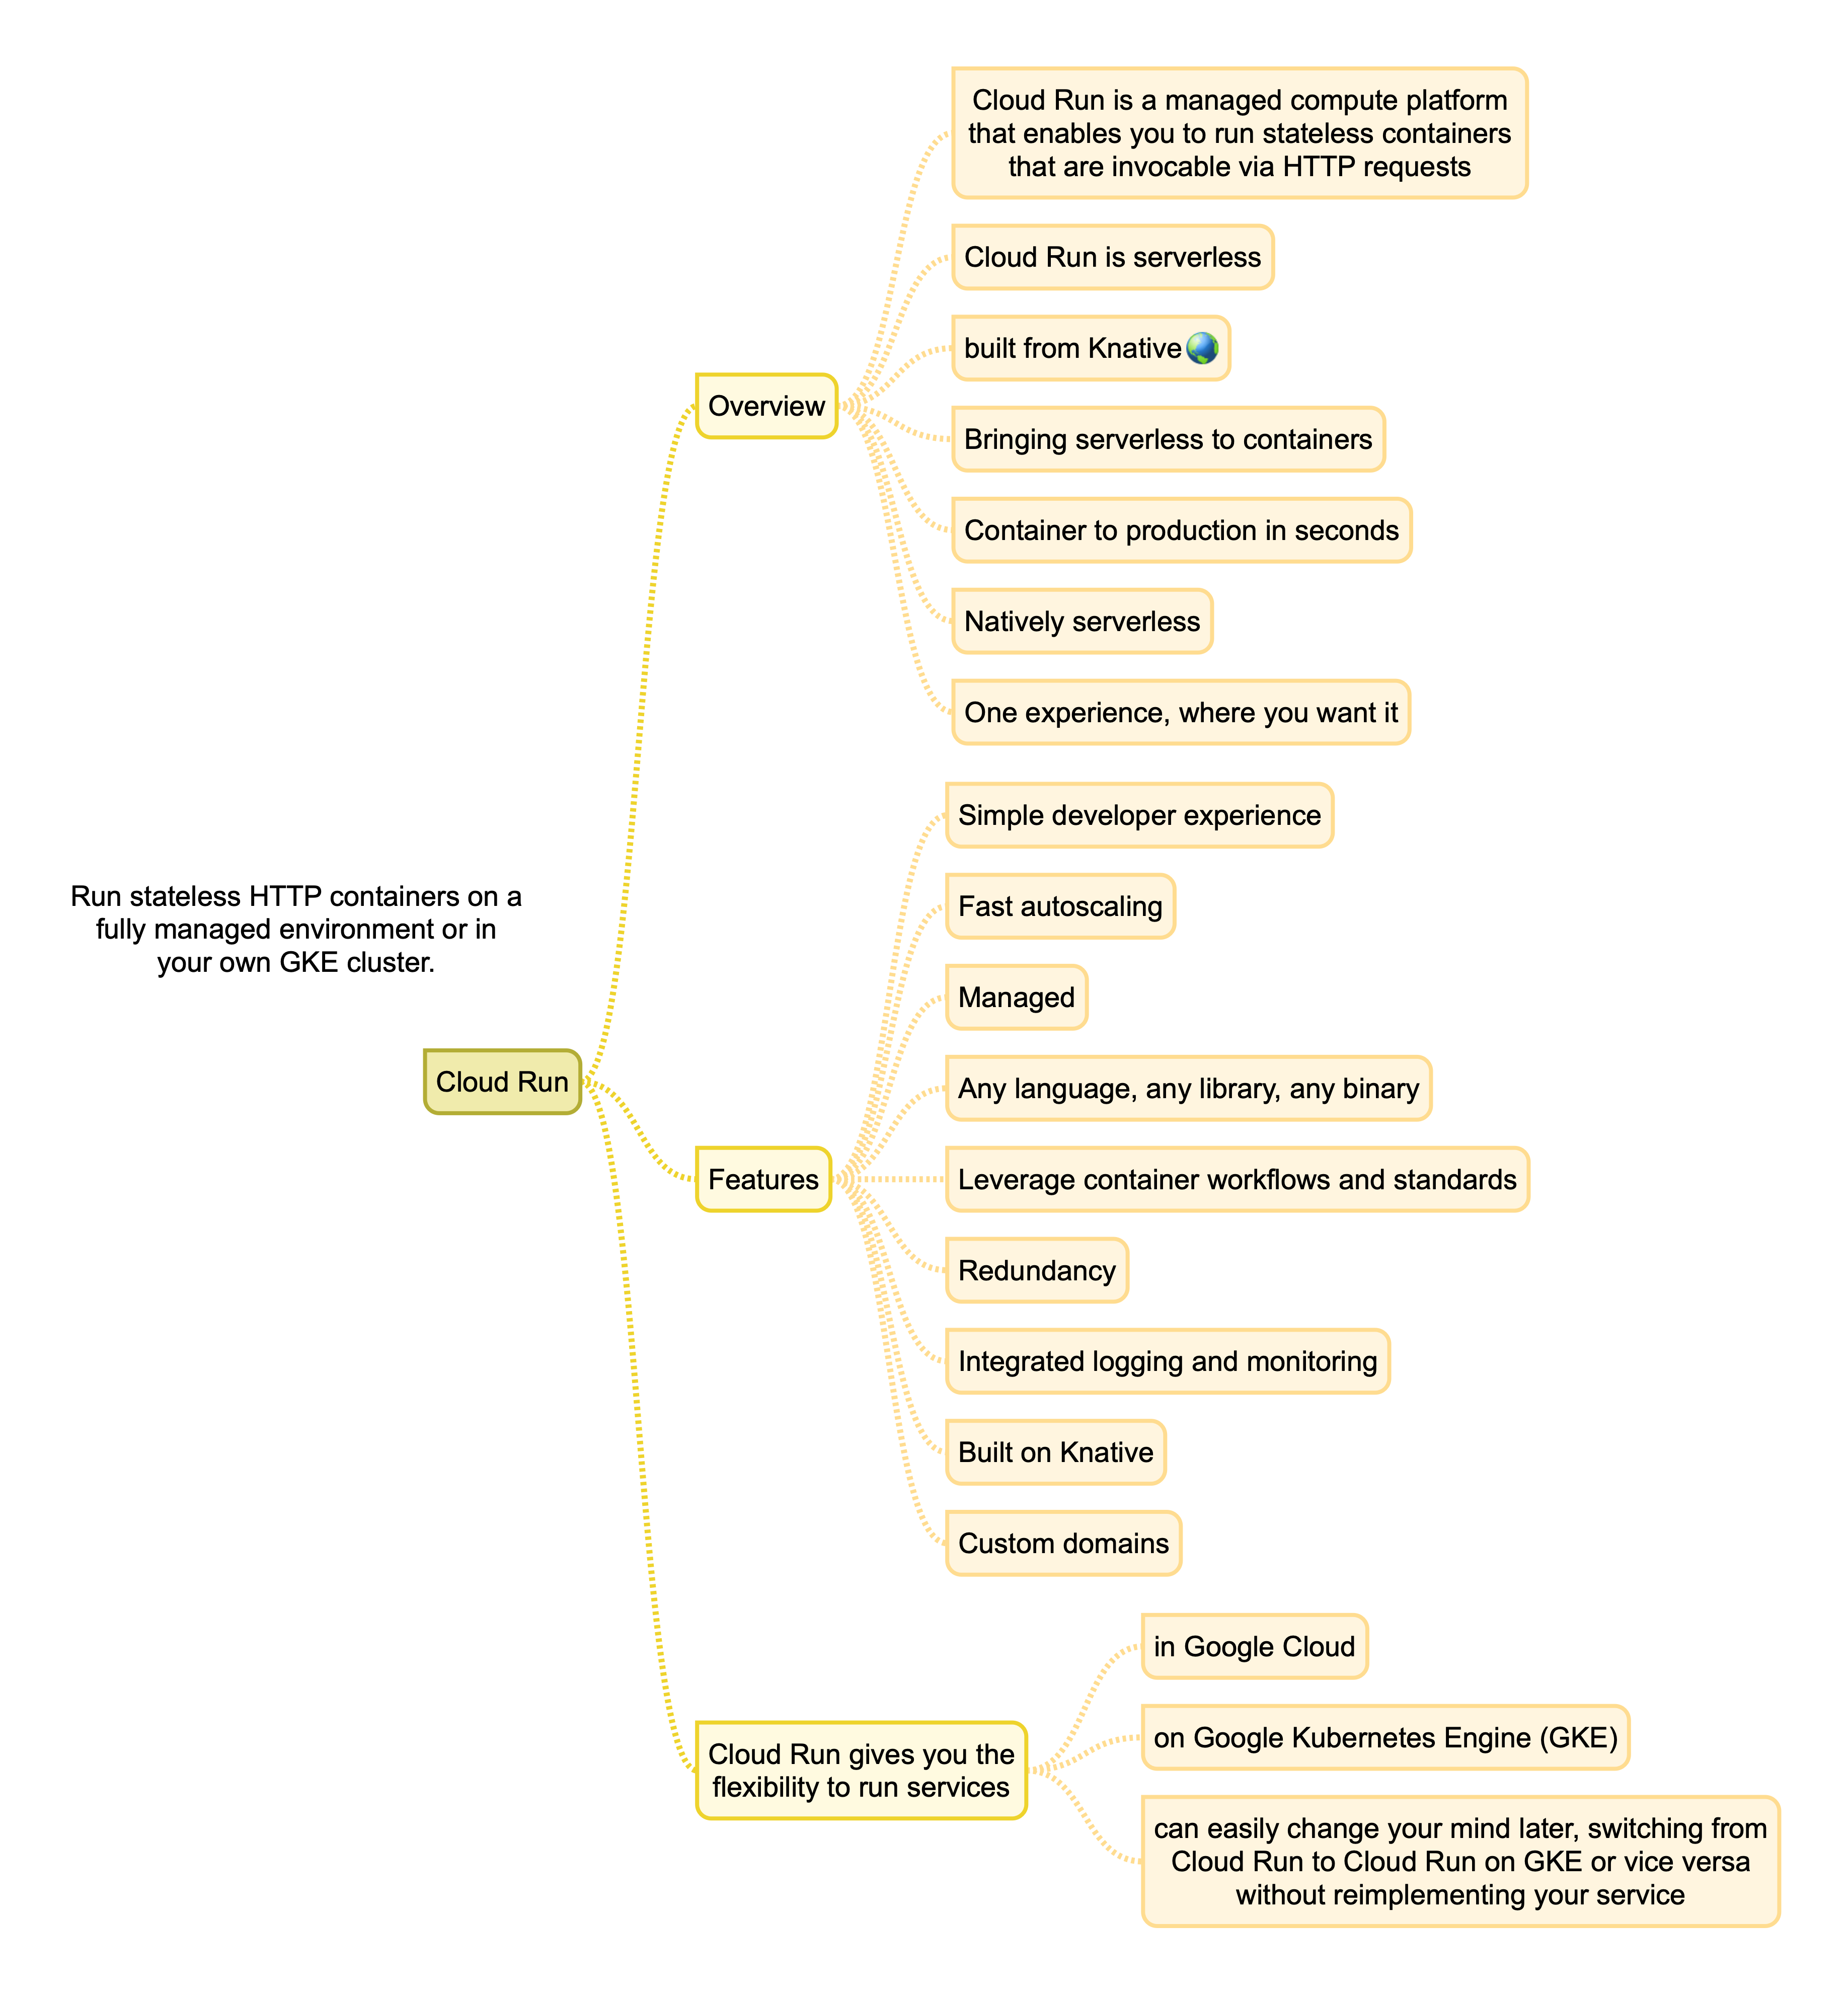 Run stateless HTTP containers on a
fully managed environment or in
your own GKE cluster.
Cloud Run
Overview
Cloud Run is a managed compute platform
that enables you to run stateless containers
that are invocable via HTTP requests
Cloud Run is serverless
built from Knative
Bringing serverless to containers
Container to production in seconds
Natively serverless
One experience, where you want it
Features
Simple developer experience
Fast autoscaling
Managed
Any language, any library, any binary
Leverage container workflows and standards
Redundancy
Integrated logging and monitoring
Built on Knative
Custom domains
Cloud Run gives you the
flexibility to run services
in Google Cloud
on Google Kubernetes Engine (GKE)
can easily change your mind later, switching from
Cloud Run to Cloud Run on GKE or vice versa
without reimplementing your service